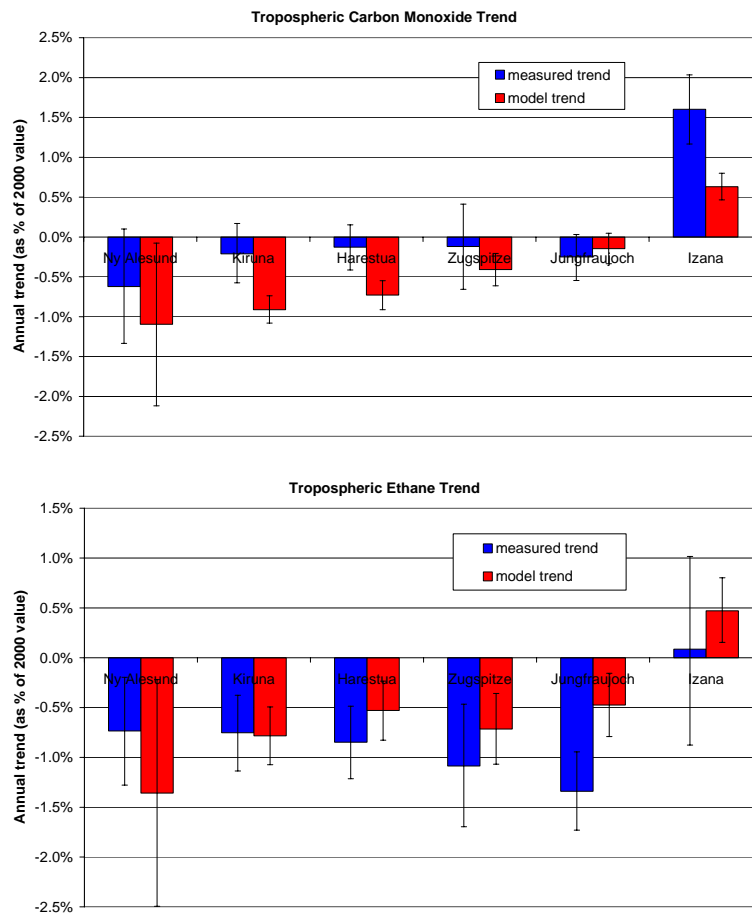 Tropospheric Carbon Monoxide Trend
Annual trend (as % of 2000 value)
2.5%
2.0%
1.5%
1.0%
0.5%
0.0%
-0.5%
-1.0%
-1.5%
-2.0%
-2.5%
measured trend
model trend
Ny Alesund Kiruna Harestua Zugspitze Jungfraujoch Izana
Tropospheric Ethane Trend
Annual trend (as % of 2000 value)
1.5%
1.0%
0.5%
0.0%
-0.5%
-1.0%
-1.5%
-2.0%
-2.5%
measured trend
model trend
Ny Alesund Kiruna Harestua Zugspitze Jungfraujoch Izana